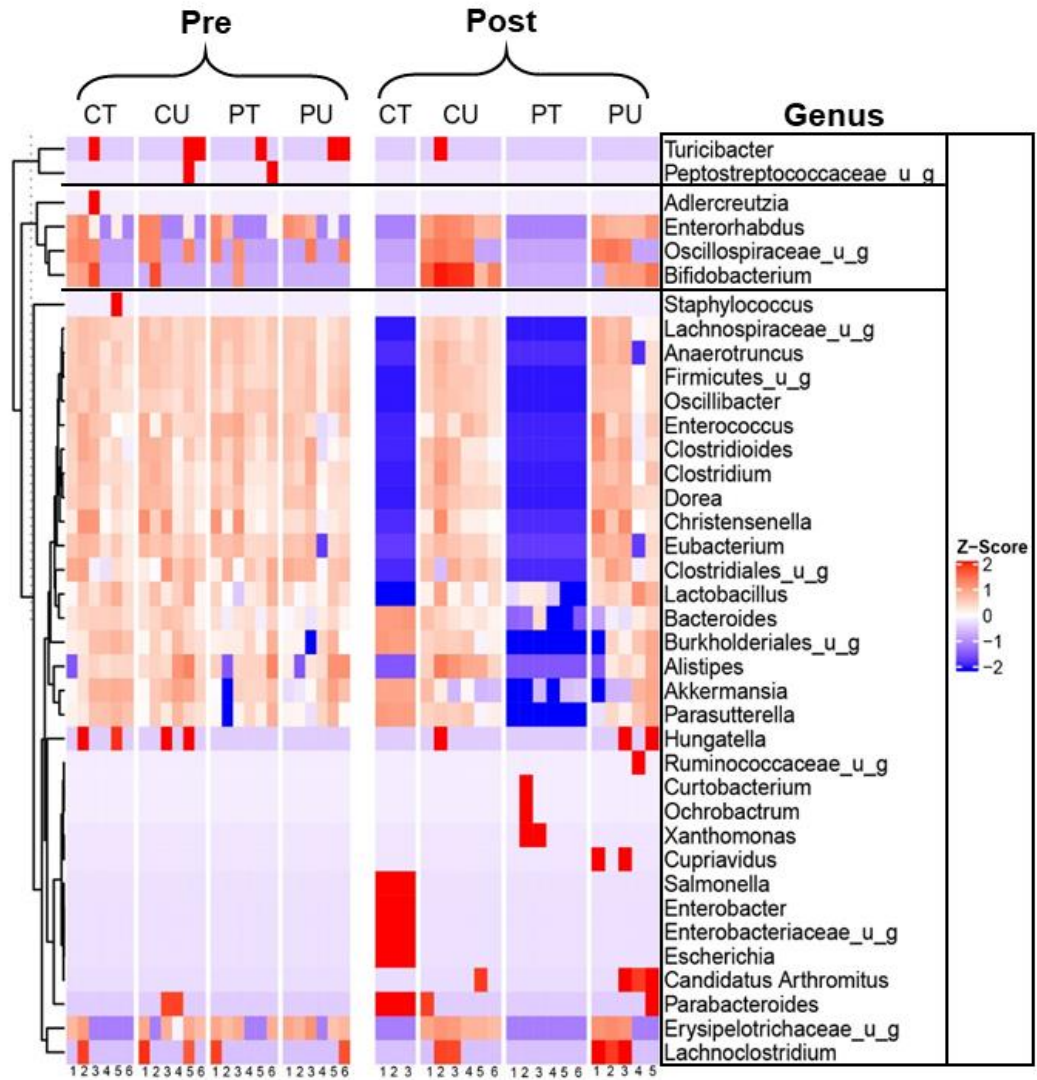 Pre Post
CT CU PT PU CT CU PT PU Genus
Turicibacter
Peptostreptococcaceae_u_g
Adlercreutzia
Enterorhabdus
Oscillospiraceae_u_g
Bifidobacterium
Staphylococcus
Lachnospiraceae_u_g
Anaerotruncus
Firmicutes_u_g
Oscillibacter
Enterococcus
Clostridioides
Clostridium
Dorea
Christensenella
Eubacterium
Clostridiales_u_g
Lactobacillus
Bacteroides
Burkholderiales_u_g
Alistipes
Akkermansia
Parasutterella
Hungatella
Ruminococcaceae_u_g
Curtobacterium
Ochrobactrum
Xanthomonas
Cupriavidus
Salmonella
Enterobacter
Enterobacteriaceae_u_g
Escherichia
Candidatus Arthromitus
Parabacteroides
Erysipelotrichaceae_u_g
Lachnoclostridium
1 2 3 4 5 6 1 2 3 4 5 6 1 2 3 4 5 6 1 2 3 4 5 6 1 2 3 1 2 3 4 5 6 1 2 3 4 5 6 1 2 3 4 5
Z-Score
2
1
0
-1
-2